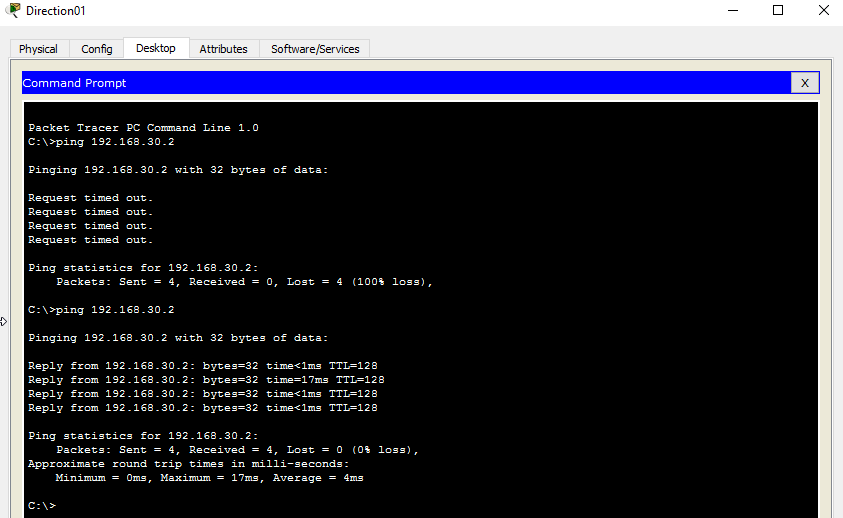 Direction01
Physical Config Desktop Attributes Software/Services
Command Prompt
X
Packet Tracer PC Command Line 1.0
C:\>ping 192.168.30.2
Pinging 192.168.30.2 with 32 bytes of data:
Request timed out.
Request timed out.
Request timed out.
Request timed out.
Ping statistics for 192.168.30.2:
Packets: Sent = 4, Received = 0, Lost = 4 (100% loss),
C:\>ping 192.168.30.2
Pinging 192.168.30.2 with 32 bytes of data:
Reply from 192.168.30.2: bytes=32 time<1ms TTL=128
Reply from 192.168.30.2: bytes=32 time=17ms TTL=128
Reply from 192.168.30.2: bytes=32 time<1ms TTL=128
Reply from 192.168.30.2: bytes=32 time<1ms TTL=128
Ping statistics for 192.168.30.2:
Packets: Sent = 4, Received = 4, Lost = 0 (0% loss),
Approximate round trip times in milli-seconds:
Minimum = 0ms, Maximum = 17ms, Average = 4ms
C:\>